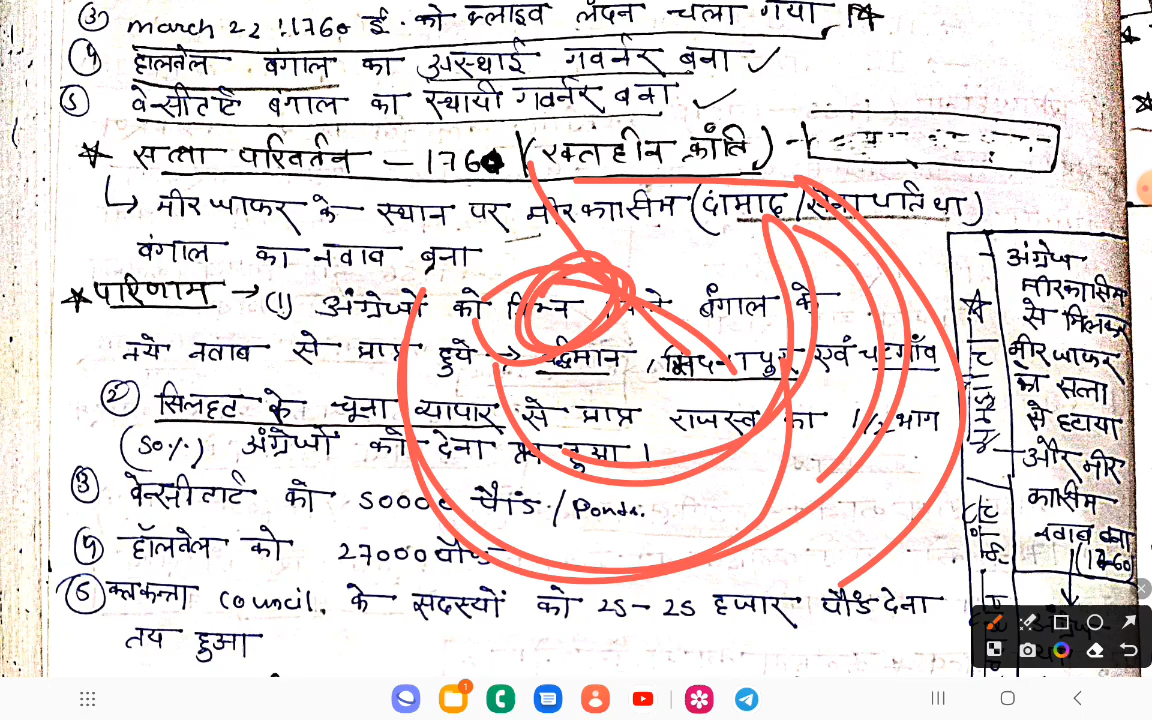 ③ march 22 1760 ई. को क्लाइव लंदन चला गया
④ हॉलवेल बंगाल का अस्थाई गवर्नर बना ✓
⑤ वेन्सीटार्ट बंगाल का स्थायी गवर्नर बना ✓
★ सत्ता परिवर्तन – 1760 (रक्तहीन क्रांति) -
↳ मीरजाफर के स्थान पर मीरकासिम (दामाद / सेनापति था)
बंगाल का नवाब बना
★ परिणाम → (1) अंग्रेजों को निम्न जिले बंगाल के
नये नवाब से प्राप्त हुये → बर्द्धमान, मिदनापुर एवं चटगाँव
② सिलहट के चूना व्यापार से प्राप्त राजस्व का 1/2 भाग
(50%) अंग्रेजों को देना तय हुआ।
③ वेन्सीटार्ट को 50000 पौंड / Ponds.
④ हॉलवेल को 27000 पौंड
⑤ कलकत्ता council. के सदस्यों को 25-25 हजार पौंड देना
तय हुआ
अंग्रेज
मीरकासिम
से मिलकर
मीरजाफर
को सत्ता
से हटाया
और मीर
कासिम
नवाब बना
(1760
1